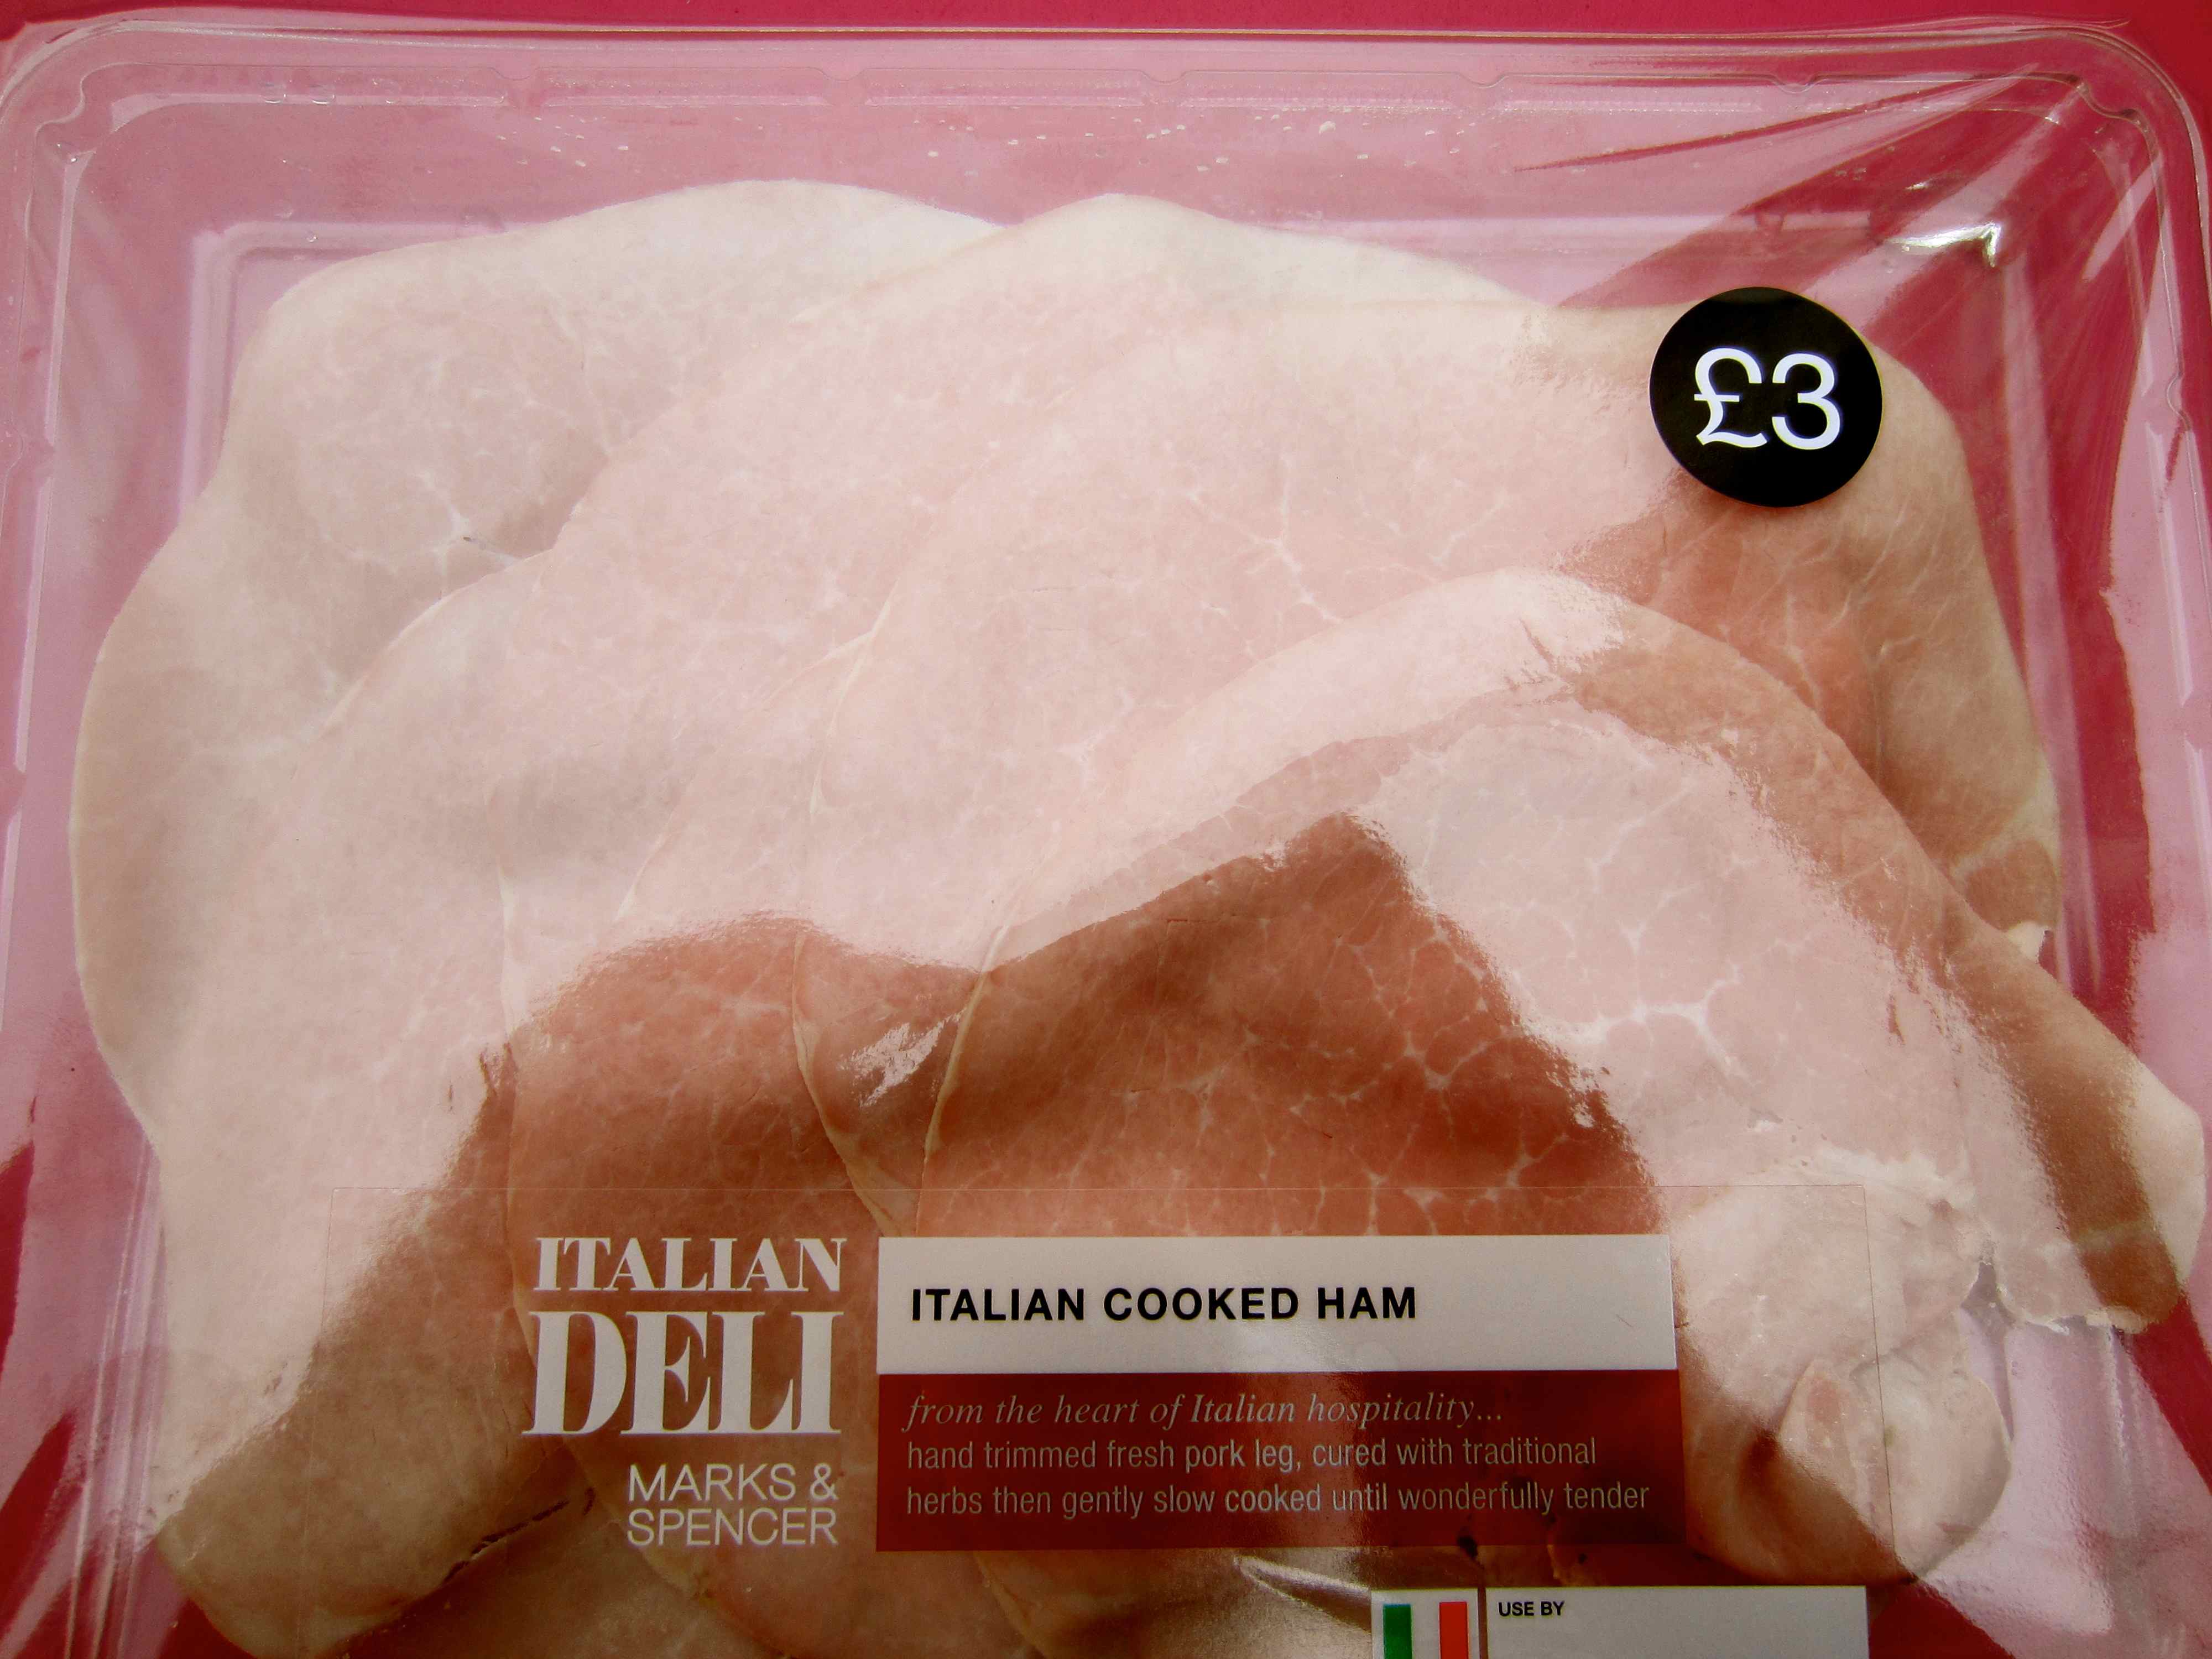 £3
ITALIAN
DELI
MARKS &
SPENCER
ITALIAN COOKED HAM
from the heart of Italian hospitality...
hand trimmed fresh pork leg, cured with traditional
herbs then gently slow cooked until wonderfully tender
USE BY